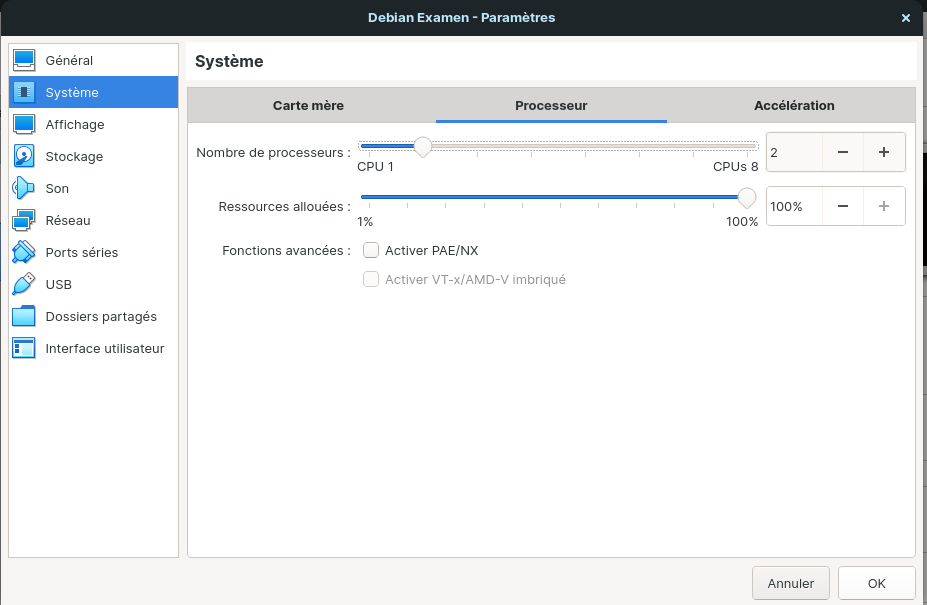 Debian Examen - Paramètres
×
Général
Système
Affichage
Stockage
Son
Réseau
Ports séries
USB
Dossiers partagés
Interface utilisateur
Système
Carte mère Processeur Accélération
Nombre de processeurs : 2 − +
CPU 1 CPUs 8
Ressources allouées : 100% − +
1% 100%
Fonctions avancées : Activer PAE/NX
Activer VT-x/AMD-V imbriqué
Annuler OK